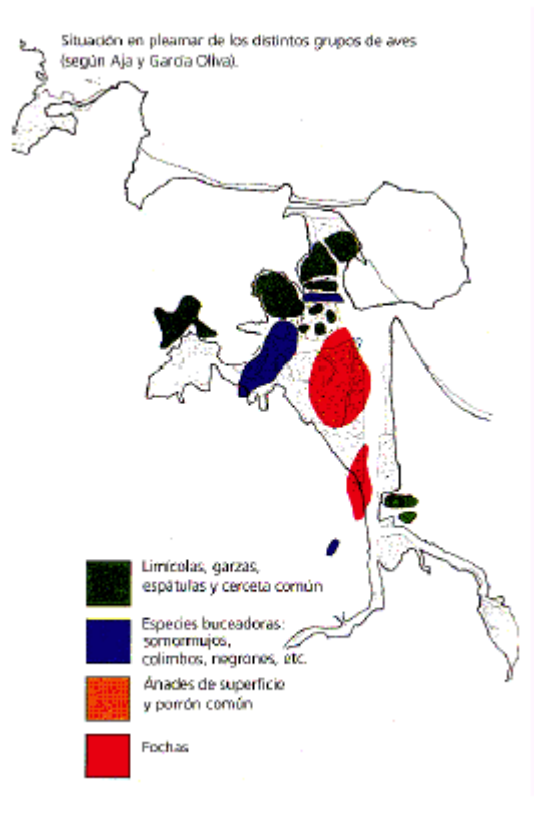 Situación en pleamar de los distintos grupos de aves
(según Aja y García Oliva).
Limícolas, garzas,
espátulas y cerceta común
Especies buceadoras:
somormujos,
colimbos, negrones, etc.
Ánades de superficie
y porrón común
Fochas